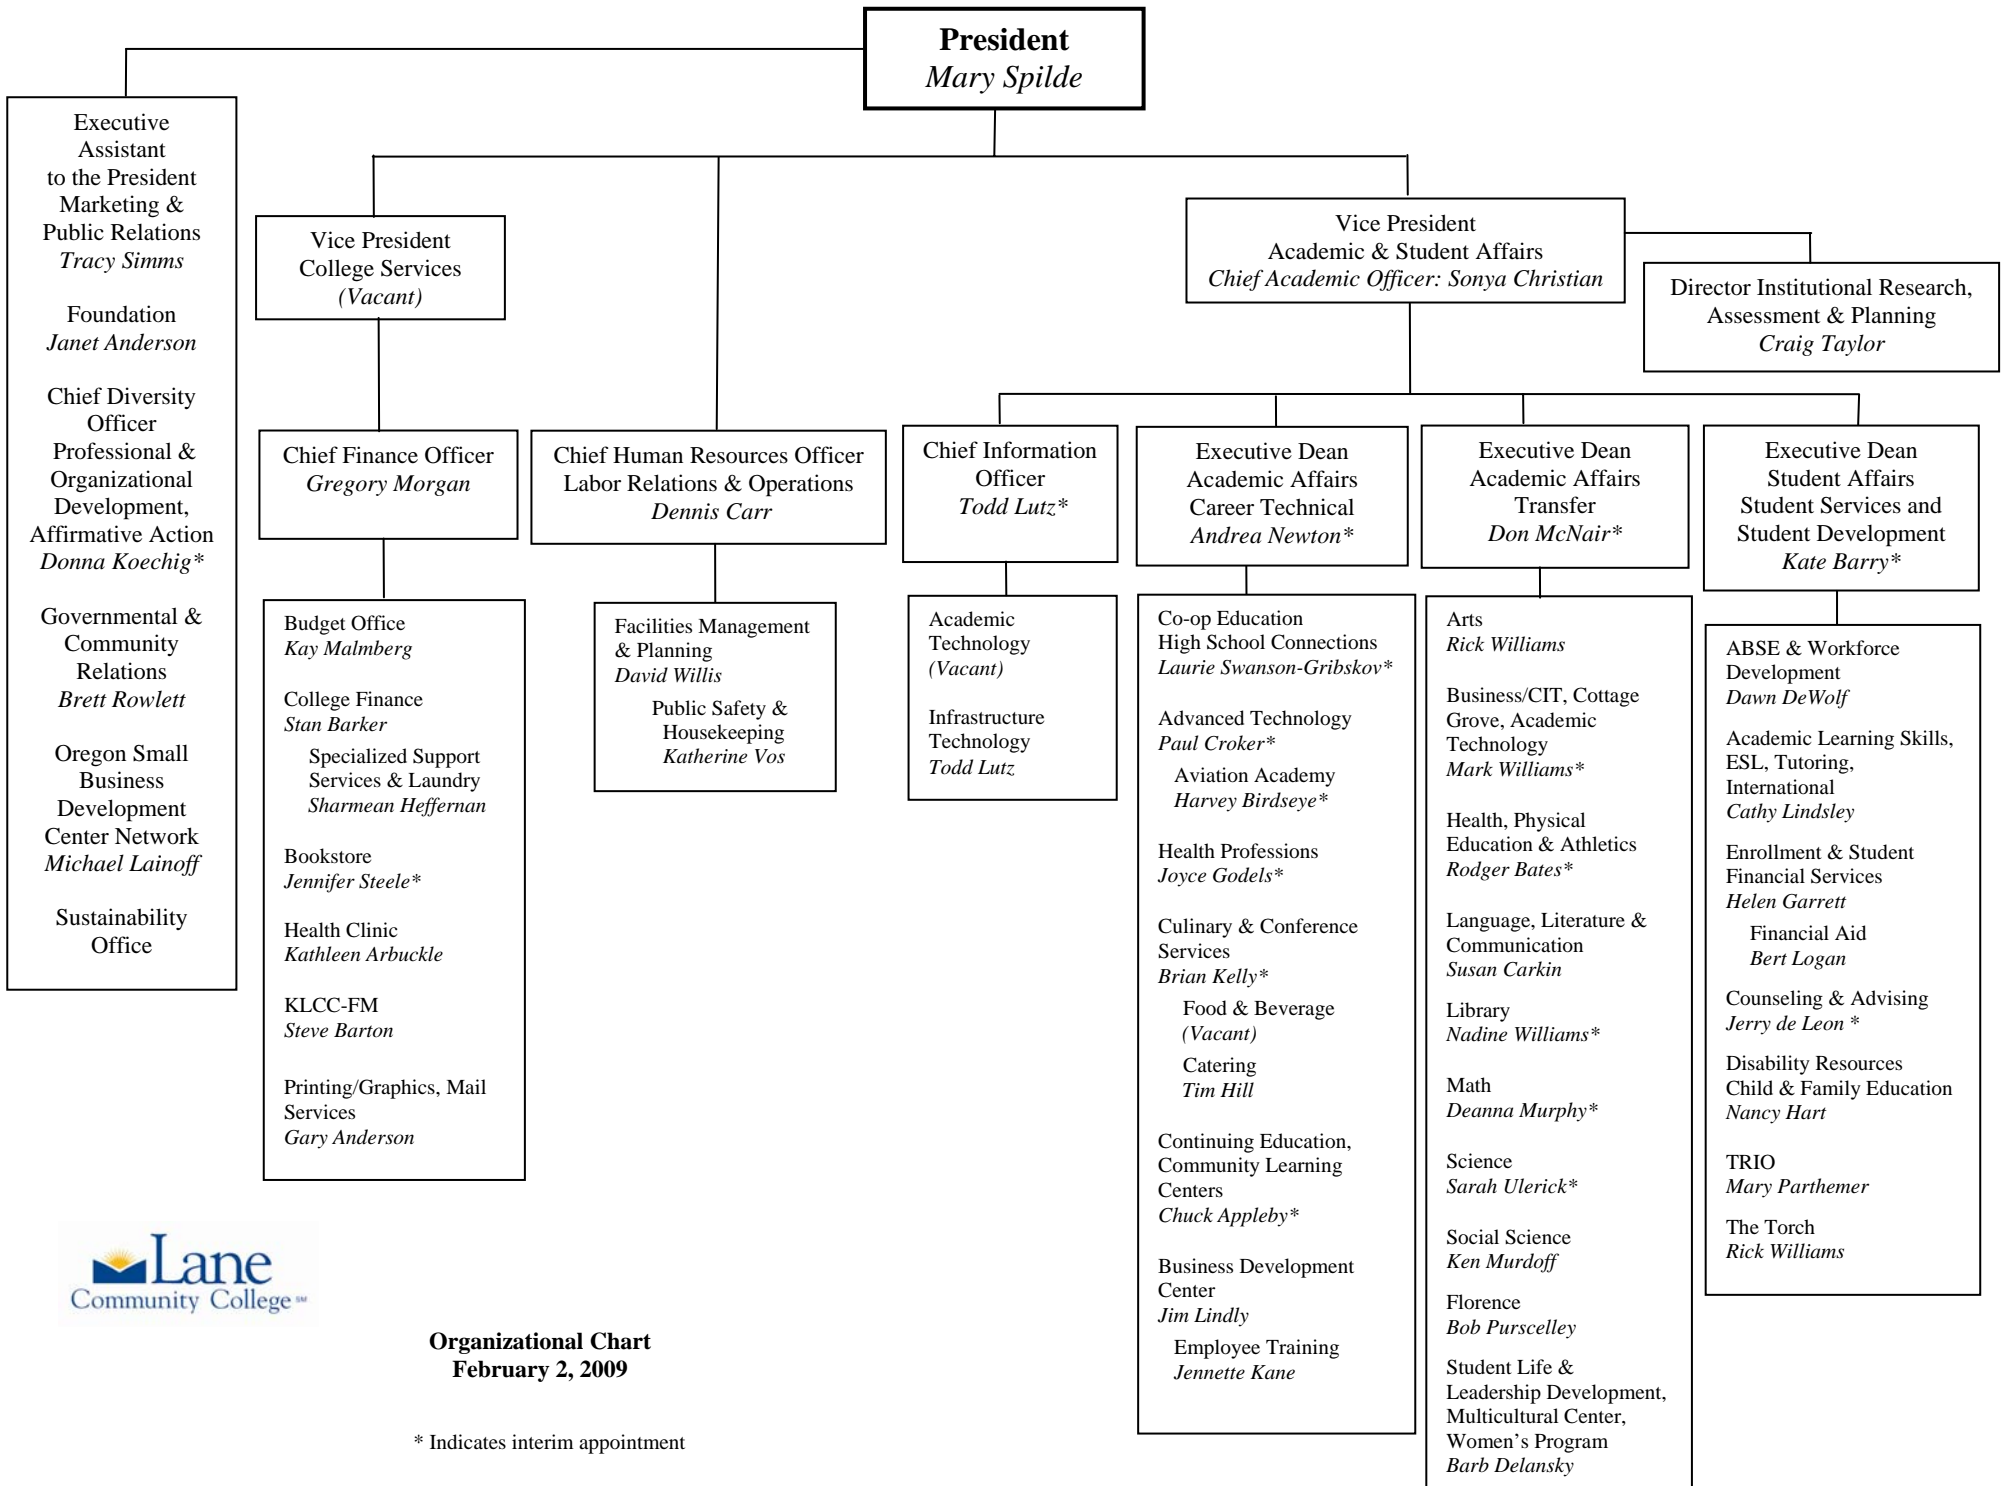 President
Mary Spilde
Executive
Assistant
to the President
Marketing &
Public Relations
Tracy Simms
Foundation
Janet Anderson
Chief Diversity
Officer
Professional &
Organizational
Development,
Affirmative Action
Donna Koechig*
Governmental &
Community
Relations
Brett Rowlett
Oregon Small
Business
Development
Center Network
Michael Lainoff
Sustainability
Office
Vice President
College Services
(Vacant)
Vice President
Academic & Student Affairs
Chief Academic Officer: Sonya Christian
Director Institutional Research,
Assessment & Planning
Craig Taylor
Chief Finance Officer
Gregory Morgan
Chief Human Resources Officer
Labor Relations & Operations
Dennis Carr
Chief Information
Officer
Todd Lutz*
Executive Dean
Academic Affairs
Career Technical
Andrea Newton*
Executive Dean
Academic Affairs
Transfer
Don McNair*
Executive Dean
Student Affairs
Student Services and
Student Development
Kate Barry*
Budget Office
Kay Malmberg
College Finance
Stan Barker
Specialized Support
Services & Laundry
Sharmean Heffernan
Bookstore
Jennifer Steele*
Health Clinic
Kathleen Arbuckle
KLCC-FM
Steve Barton
Printing/Graphics, Mail
Services
Gary Anderson
Facilities Management
& Planning
David Willis
Public Safety &
Housekeeping
Katherine Vos
Academic
Technology
(Vacant)
Infrastructure
Technology
Todd Lutz
Co-op Education
High School Connections
Laurie Swanson-Gribskov*
Advanced Technology
Paul Croker*
Aviation Academy
Harvey Birdseye*
Health Professions
Joyce Godels*
Culinary & Conference
Services
Brian Kelly*
Food & Beverage
(Vacant)
Catering
Tim Hill
Continuing Education,
Community Learning
Centers
Chuck Appleby*
Business Development
Center
Jim Lindly
Employee Training
Jennette Kane
Arts
Rick Williams
Business/CIT, Cottage
Grove, Academic
Technology
Mark Williams*
Health, Physical
Education & Athletics
Rodger Bates*
Language, Literature &
Communication
Susan Carkin
Library
Nadine Williams*
Math
Deanna Murphy*
Science
Sarah Ulerick*
Social Science
Ken Murdoff
Florence
Bob Purscelley
Student Life &
Leadership Development,
Multicultural Center,
Women's Program
Barb Delansky
ABSE & Workforce
Development
Dawn DeWolf
Academic Learning Skills,
ESL, Tutoring,
International
Cathy Lindsley
Enrollment & Student
Financial Services
Helen Garrett
Financial Aid
Bert Logan
Counseling & Advising
Jerry de Leon *
Disability Resources
Child & Family Education
Nancy Hart
TRIO
Mary Parthemer
The Torch
Rick Williams
Lane
Community College SM
Organizational Chart
February 2, 2009
* Indicates interim appointment